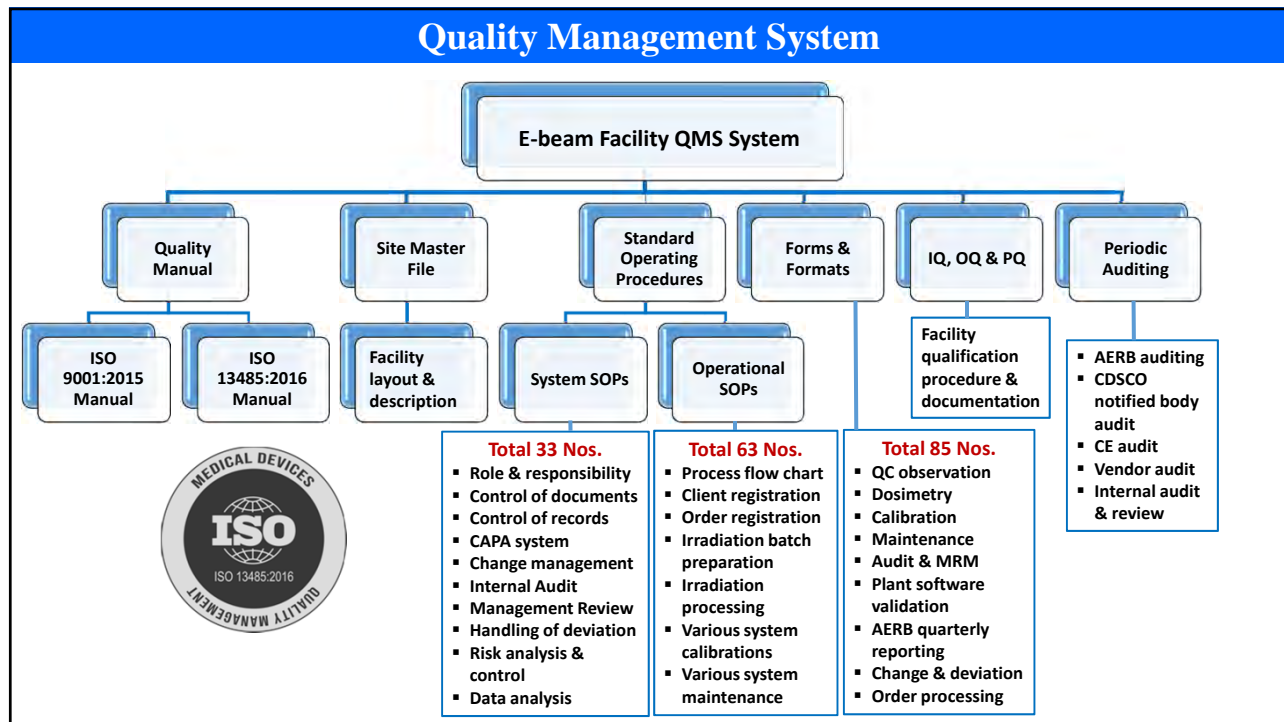 Quality Management System
E-beam Facility QMS System
Quality
Manual
Site Master
File
Standard
Operating
Procedures
Forms &
Formats
IQ, OQ & PQ
Periodic
Auditing
ISO
9001:2015
Manual
ISO
13485:2016
Manual
Facility
layout &
description
System SOPs
Operational
SOPs
Facility
qualification
procedure &
documentation
▪ AERB auditing
▪ CDSCO
notified body
audit
▪ CE audit
▪ Vendor audit
▪ Internal audit
& review
Total 33 Nos.
▪ Role & responsibility
▪ Control of documents
▪ Control of records
▪ CAPA system
▪ Change management
▪ Internal Audit
▪ Management Review
▪ Handling of deviation
▪ Risk analysis &
control
▪ Data analysis
Total 63 Nos.
▪ Process flow chart
▪ Client registration
▪ Order registration
▪ Irradiation batch
preparation
▪ Irradiation
processing
▪ Various system
calibrations
▪ Various system
maintenance
Total 85 Nos.
▪ QC observation
▪ Dosimetry
▪ Calibration
▪ Maintenance
▪ Audit & MRM
▪ Plant software
validation
▪ AERB quarterly
reporting
▪ Change & deviation
▪ Order processing
MEDICAL DEVICES
ISO
ISO 13485:2016
QUALITY MANAGEMENT